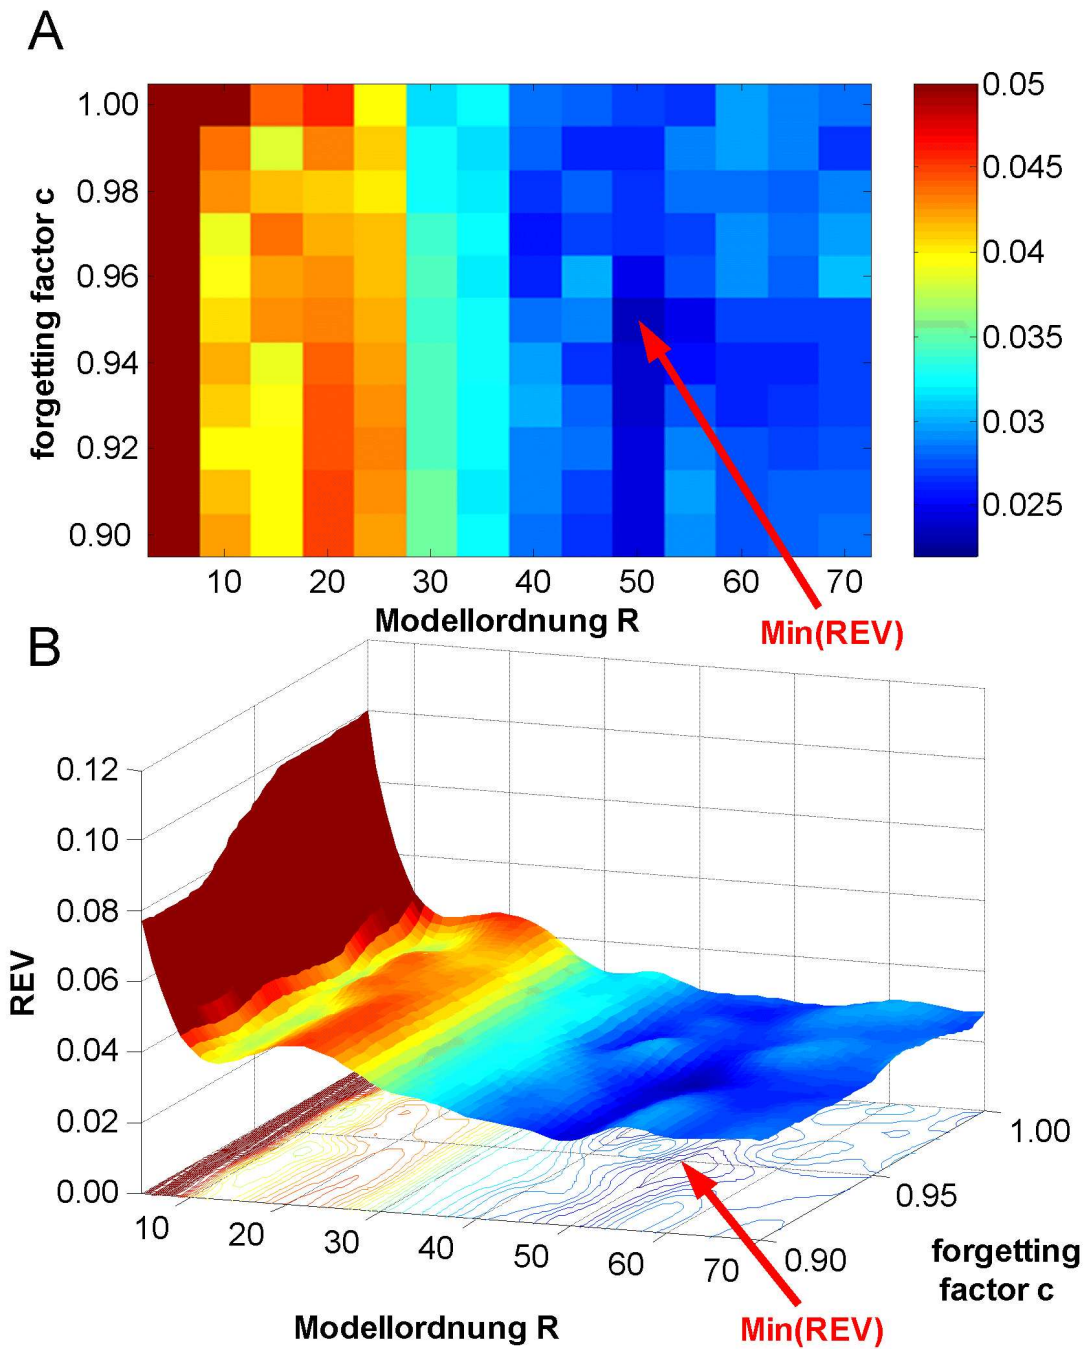 A
1.00
0.98
0.96
0.94
0.92
0.90
forgetting factor c
10 20 30 40 50 60 70
Modellordnung R
0.05
0.045
0.04
0.035
0.03
0.025
Min(REV)
B
0.12
0.10
0.08
0.06
0.04
0.02
0.00
REV
10 20 30 40 50 60 70
Modellordnung R
1.00
0.95
0.90
forgetting
factor c
Min(REV)